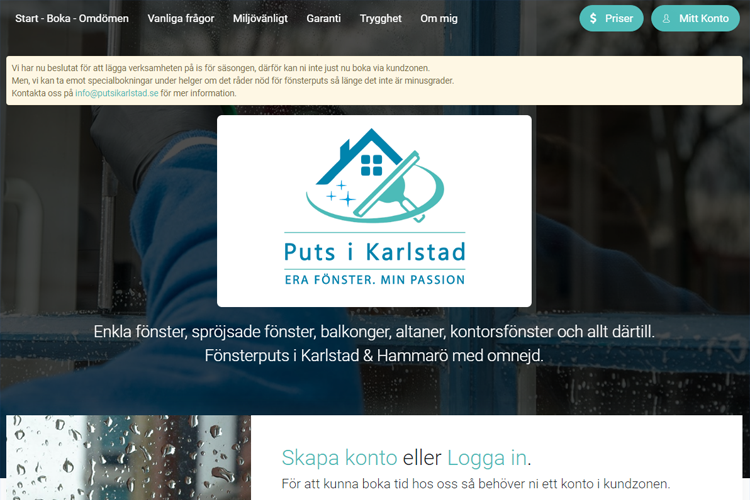 Start - Boka - Omdömen Vanliga frågor Miljövänligt Garanti Trygghet Om mig $ Priser Mitt Konto
Vi har nu beslutat för att lägga verksamheten på is för säsongen, därför kan ni inte just nu boka via kundzonen.
Men, vi kan ta emot specialbokningar under helger om det råder nöd för fönsterputs så länge det inte är minusgrader.
Kontakta oss på info@putsikarlstad.se för mer information.
Puts i Karlstad
ERA FÖNSTER. MIN PASSION
Enkla fönster, spröjsade fönster, balkonger, altaner, kontorsfönster och allt därtill.
Fönsterputs i Karlstad & Hammarö med omnejd.
Skapa konto eller Logga in.
För att kunna boka tid hos oss så behöver ni ett konto i kundzonen.